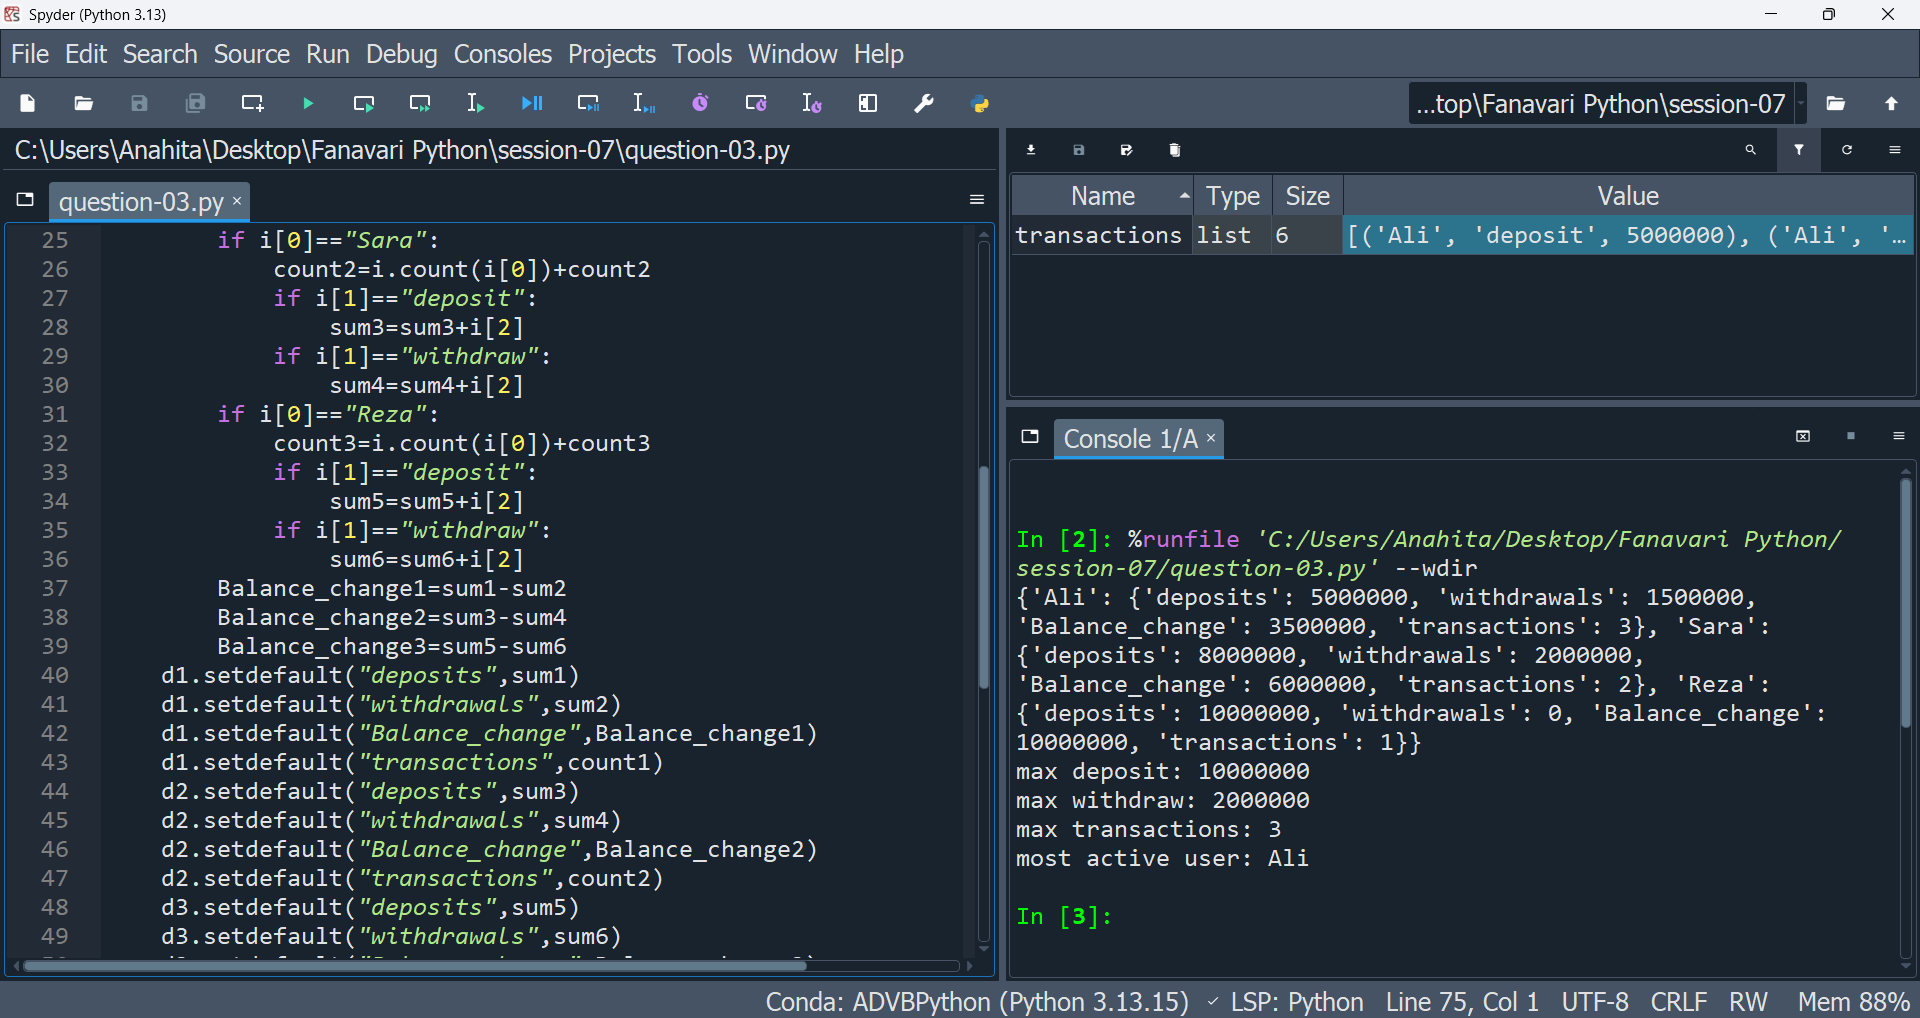 Spyder (Python 3.13)
File Edit Search Source Run Debug Consoles Projects Tools Window Help
...top\Fanavari Python\session-07
C:\Users\Anahita\Desktop\Fanavari Python\session-07\question-03.py
question-03.py
25 if i[0]=="Sara":
26 count2=i.count(i[0])+count2
27 if i[1]=="deposit":
28 sum3=sum3+i[2]
29 if i[1]=="withdraw":
30 sum4=sum4+i[2]
31 if i[0]=="Reza":
32 count3=i.count(i[0])+count3
33 if i[1]=="deposit":
34 sum5=sum5+i[2]
35 if i[1]=="withdraw":
36 sum6=sum6+i[2]
37 Balance_change1=sum1-sum2
38 Balance_change2=sum3-sum4
39 Balance_change3=sum5-sum6
40 d1.setdefault("deposits",sum1)
41 d1.setdefault("withdrawals",sum2)
42 d1.setdefault("Balance_change",Balance_change1)
43 d1.setdefault("transactions",count1)
44 d2.setdefault("deposits",sum3)
45 d2.setdefault("withdrawals",sum4)
46 d2.setdefault("Balance_change",Balance_change2)
47 d2.setdefault("transactions",count2)
48 d3.setdefault("deposits",sum5)
49 d3.setdefault("withdrawals",sum6)
Name Type Size Value
transactions list 6 [('Ali', 'deposit', 5000000), ('Ali', '...
Console 1/A
In [2]: %runfile 'C:/Users/Anahita/Desktop/Fanavari Python/
session-07/question-03.py' --wdir
{'Ali': {'deposits': 5000000, 'withdrawals': 1500000,
'Balance_change': 3500000, 'transactions': 3}, 'Sara':
{'deposits': 8000000, 'withdrawals': 2000000,
'Balance_change': 6000000, 'transactions': 2}, 'Reza':
{'deposits': 10000000, 'withdrawals': 0, 'Balance_change':
10000000, 'transactions': 1}}
max deposit: 10000000
max withdraw: 2000000
max transactions: 3
most active user: Ali
In [3]:
Conda: ADVBPython (Python 3.13.15) ✓ LSP: Python Line 75, Col 1 UTF-8 CRLF RW Mem 88%